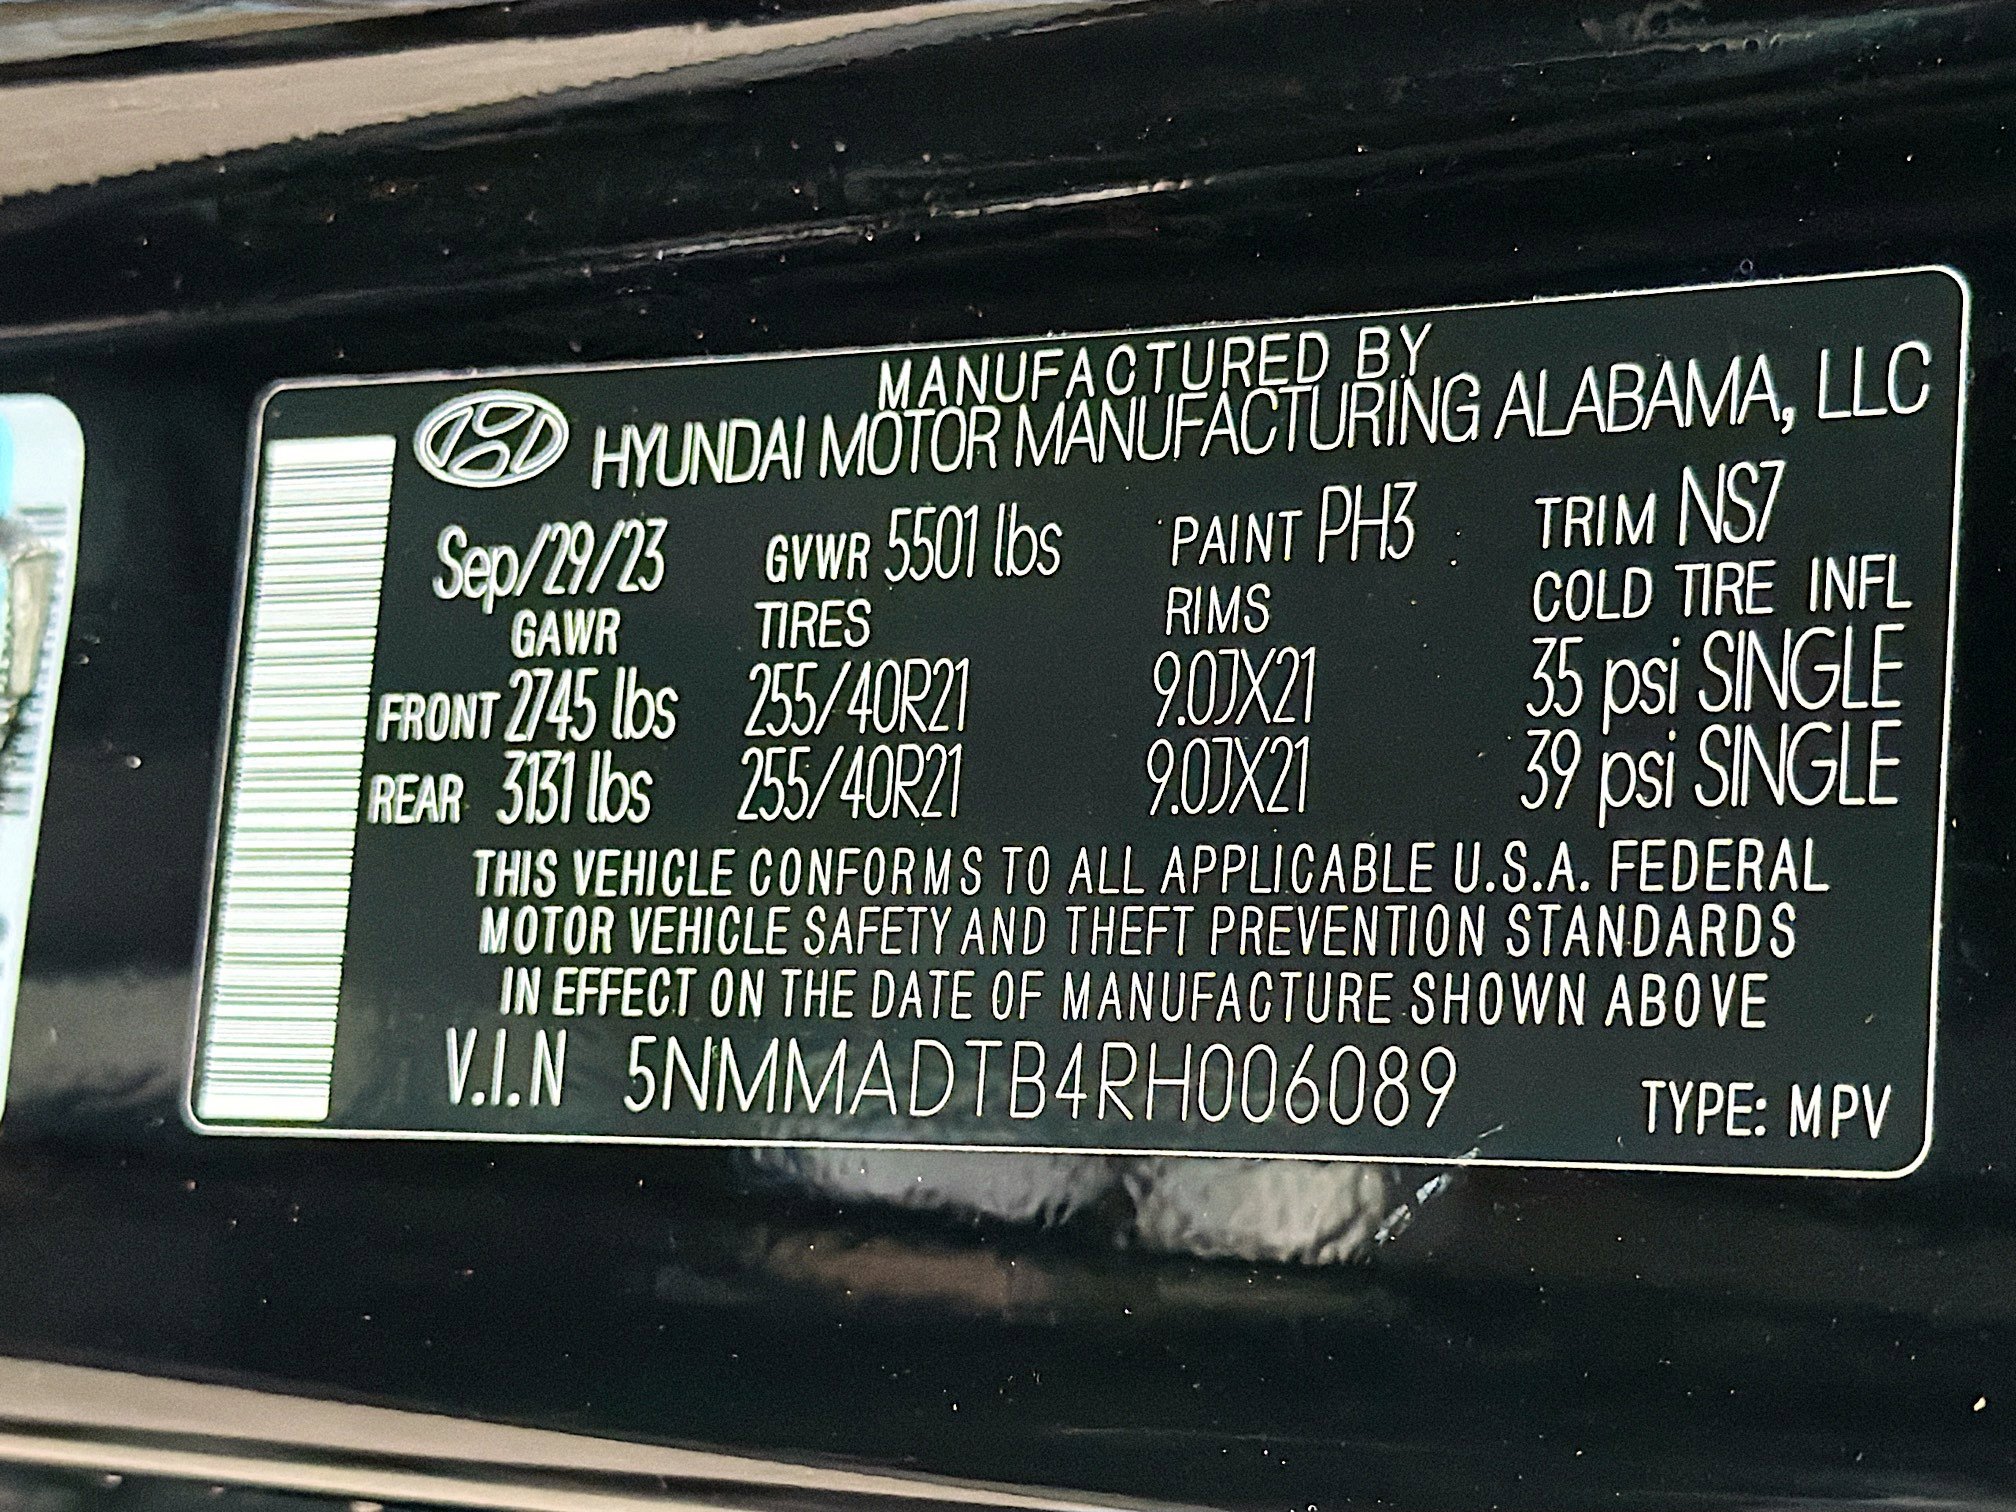 MANUFACTURED BY
HYUNDAI MOTOR MANUFACTURING ALABAMA, LLC
Sep/29/23 GVWR 5501 lbs PAINT PH3 TRIM NS7
GAWR TIRES RIMS COLD TIRE INFL
FRONT 2745 lbs 255/40R21 9.0JX21 35 psi SINGLE
REAR 3131 lbs 255/40R21 9.0JX21 39 psi SINGLE
THIS VEHICLE CONFORMS TO ALL APPLICABLE U.S.A. FEDERAL
MOTOR VEHICLE SAFETY AND THEFT PREVENTION STANDARDS
IN EFFECT ON THE DATE OF MANUFACTURE SHOWN ABOVE
V.I.N 5NMMADTB4RH006089 TYPE: MPV